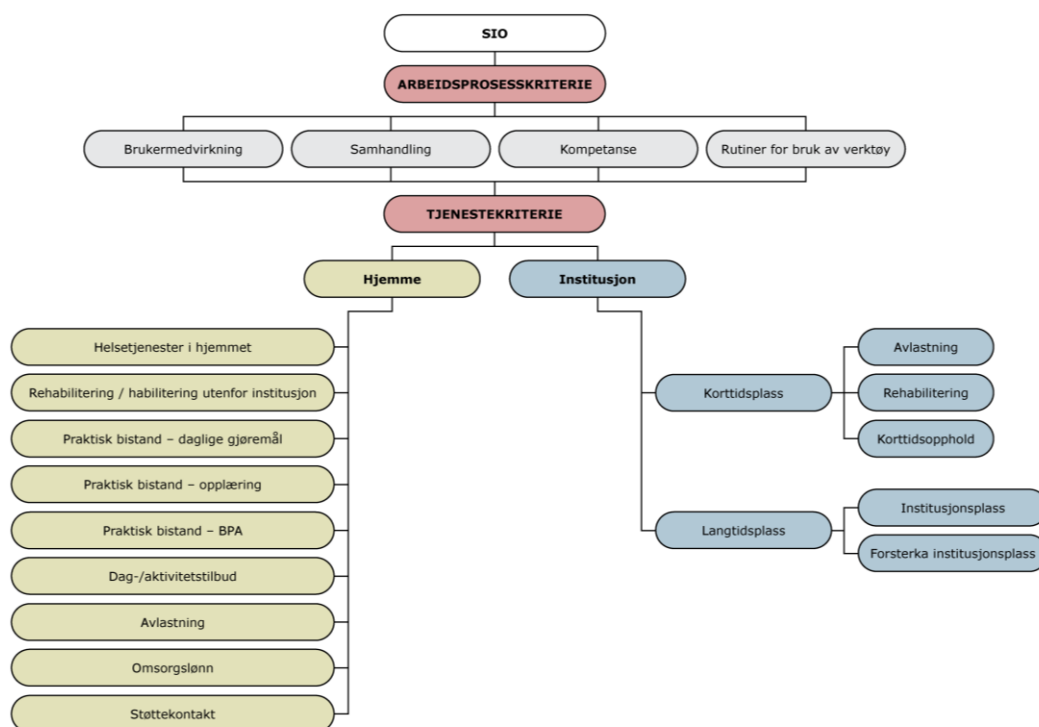 SIO
ARBEIDSPROSESSKRITERIE
Brukermedvirkning
Samhandling
Kompetanse
Rutiner for bruk av verktøy
TJENESTEKRITERIE
Hjemme
Institusjon
Helsetjenester i hjemmet
Rehabilitering / habilitering utenfor institusjon
Praktisk bistand – daglige gjøremål
Praktisk bistand – opplæring
Praktisk bistand – BPA
Dag-/aktivitetstilbud
Avlastning
Omsorgslønn
Støttekontakt
Korttidsplass
Avlastning
Rehabilitering
Korttidsopphold
Langtidsplass
Institusjonsplass
Forsterka institusjonsplass